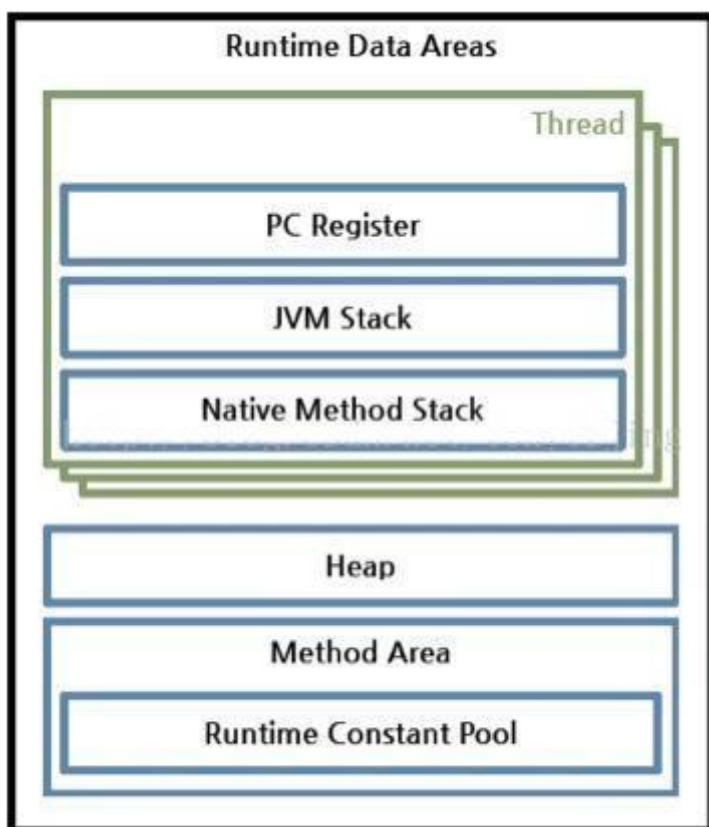 Runtime Data Areas
Thread
PC Register
JVM Stack
Native Method Stack
Heap
Method Area
Runtime Constant Pool